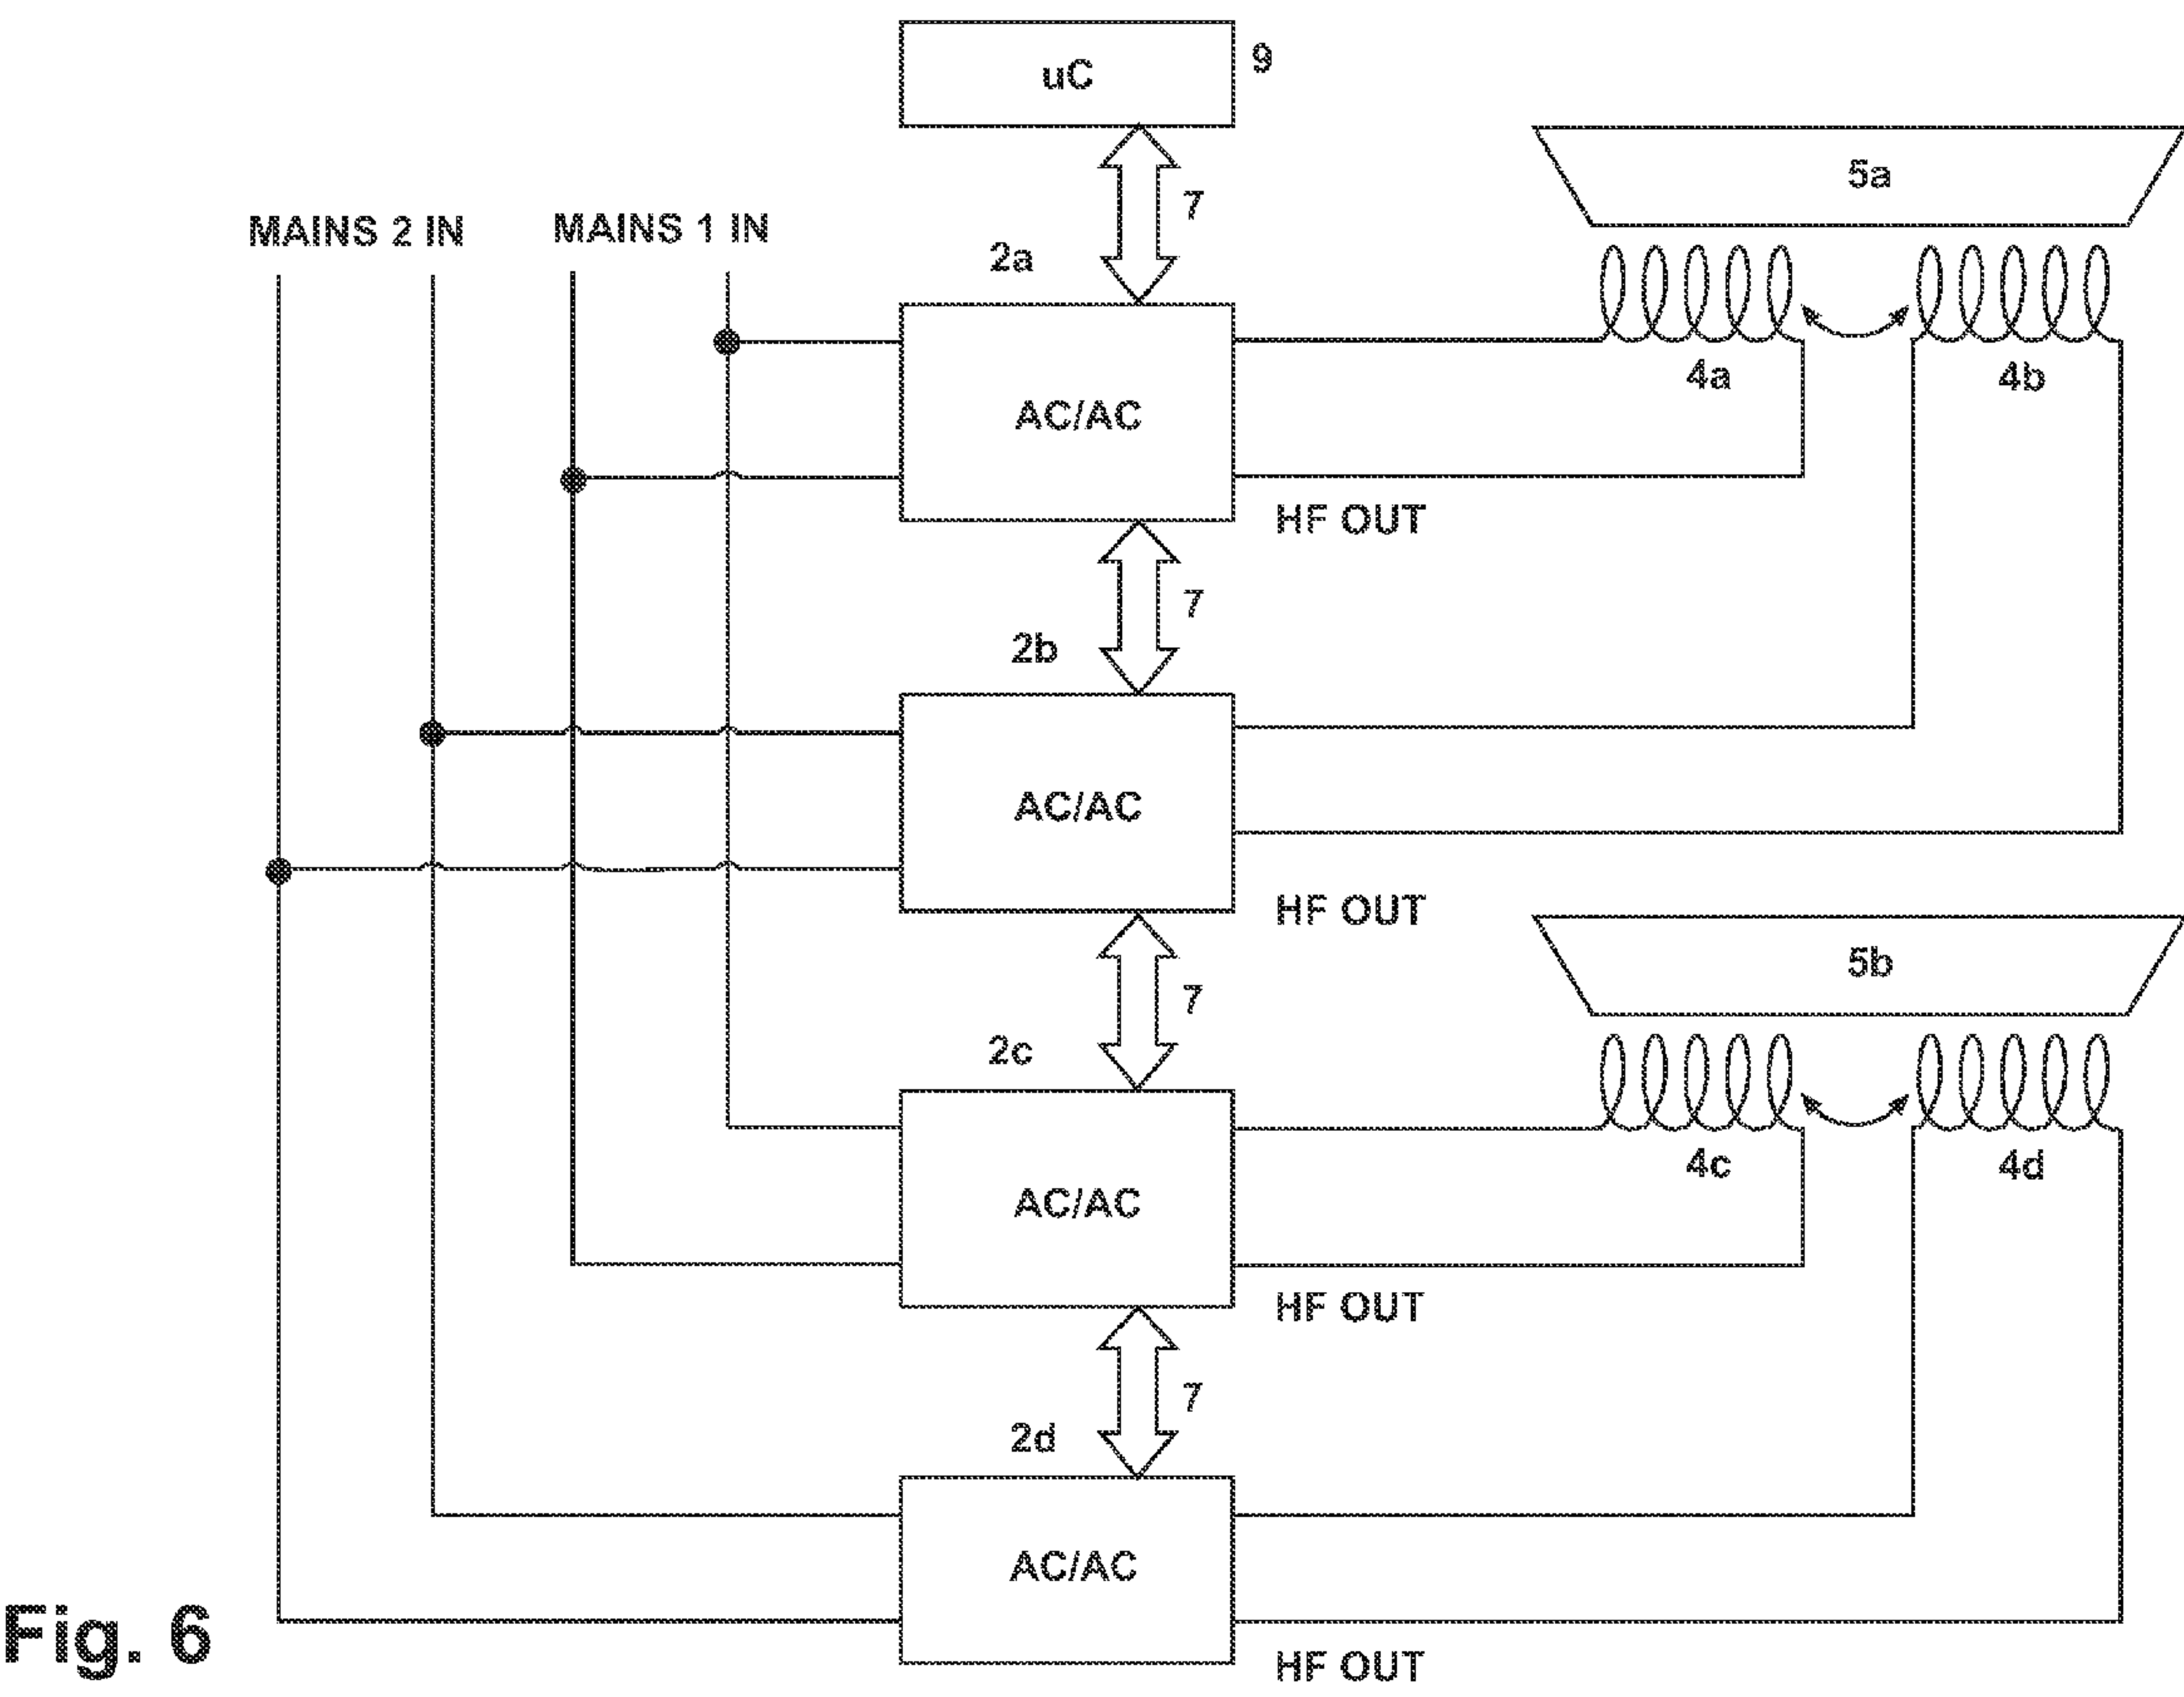 uC
9
7
5a
MAINS 2 IN
MAINS 1 IN
2a
4a
4b
AC/AC
HF OUT
7
2b
AC/AC
HF OUT
7
5b
2c
4c
4d
AC/AC
HF OUT
7
2d
AC/AC
HF OUT
Fig. 6